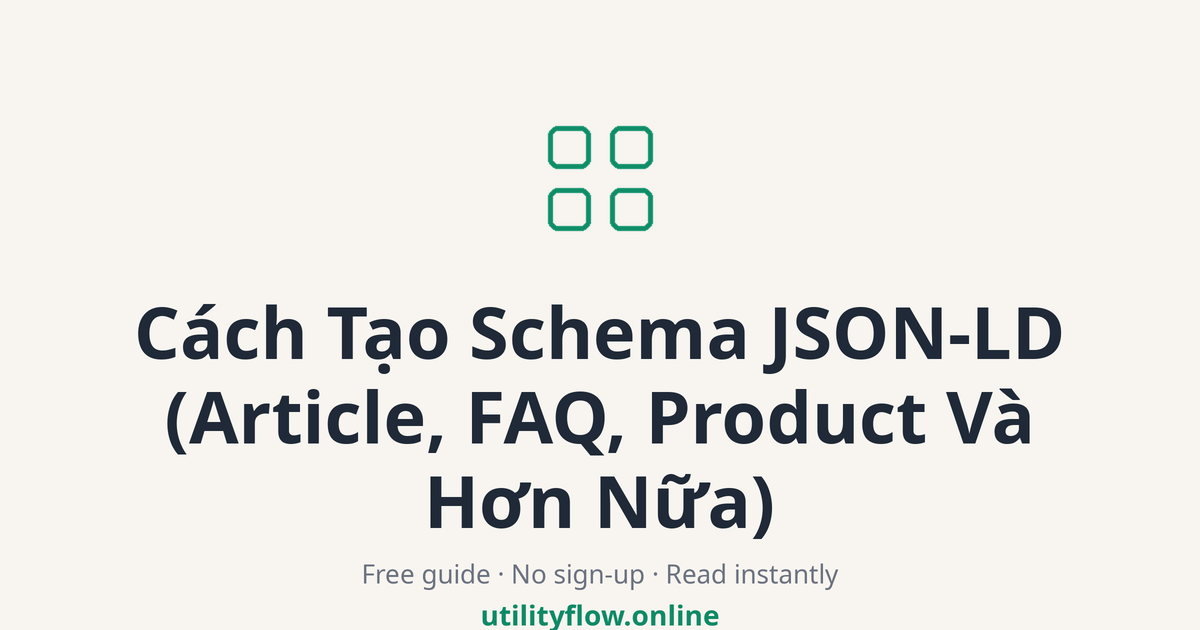 Cách Tạo Schema JSON-LD
(Article, FAQ, Product Và
Hơn Nữa)
Free guide · No sign-up · Read instantly
utilityflow.online